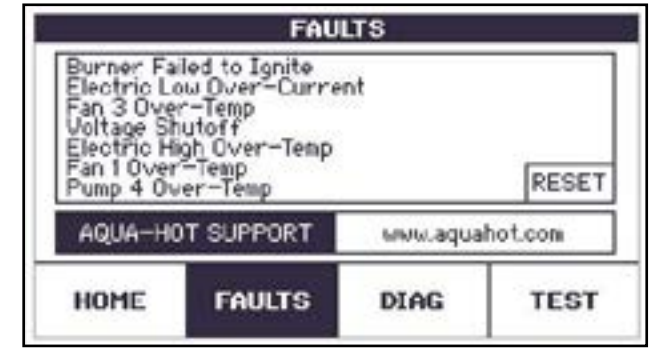 FAULTS
Burner Failed to Ignite
Electric Low Over-Current
Fan 3 Over-Temp
Voltage Shutoff
Electric High Over-Temp
Fan 1 Over-Temp
Pump 4 Over-Temp
RESET
AQUA-HOT SUPPORT www.aquahot.com
HOME FAULTS DIAG TEST